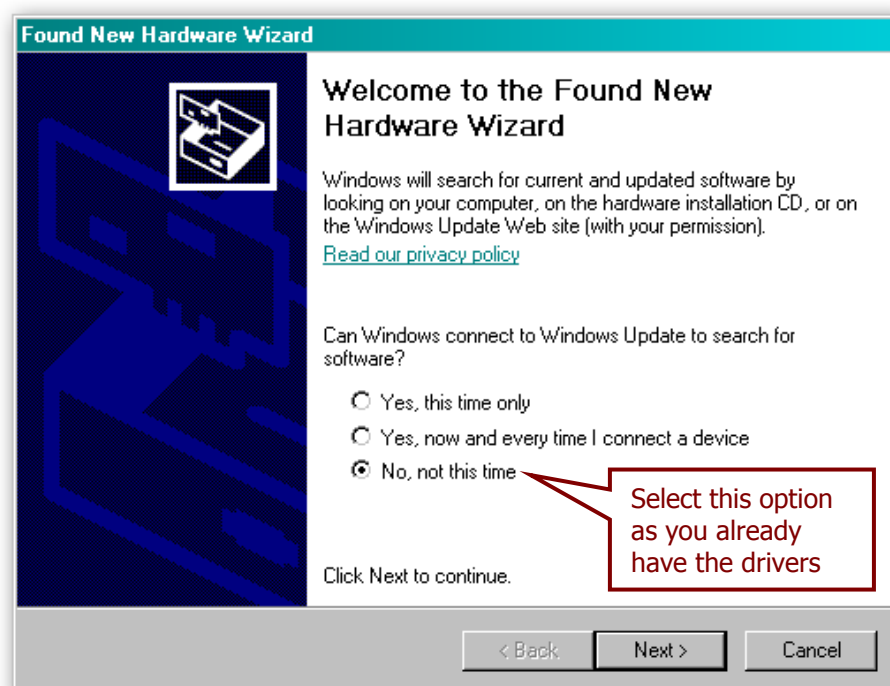 Found New Hardware Wizard
Welcome to the Found New
Hardware Wizard
Windows will search for current and updated software by
looking on your computer, on the hardware installation CD, or on
the Windows Update Web site (with your permission).
Read our privacy policy
Can Windows connect to Windows Update to search for
software?
Yes, this time only
Yes, now and every time I connect a device
No, not this time
Select this option
as you already
have the drivers
Click Next to continue.
< Back
Next >
Cancel